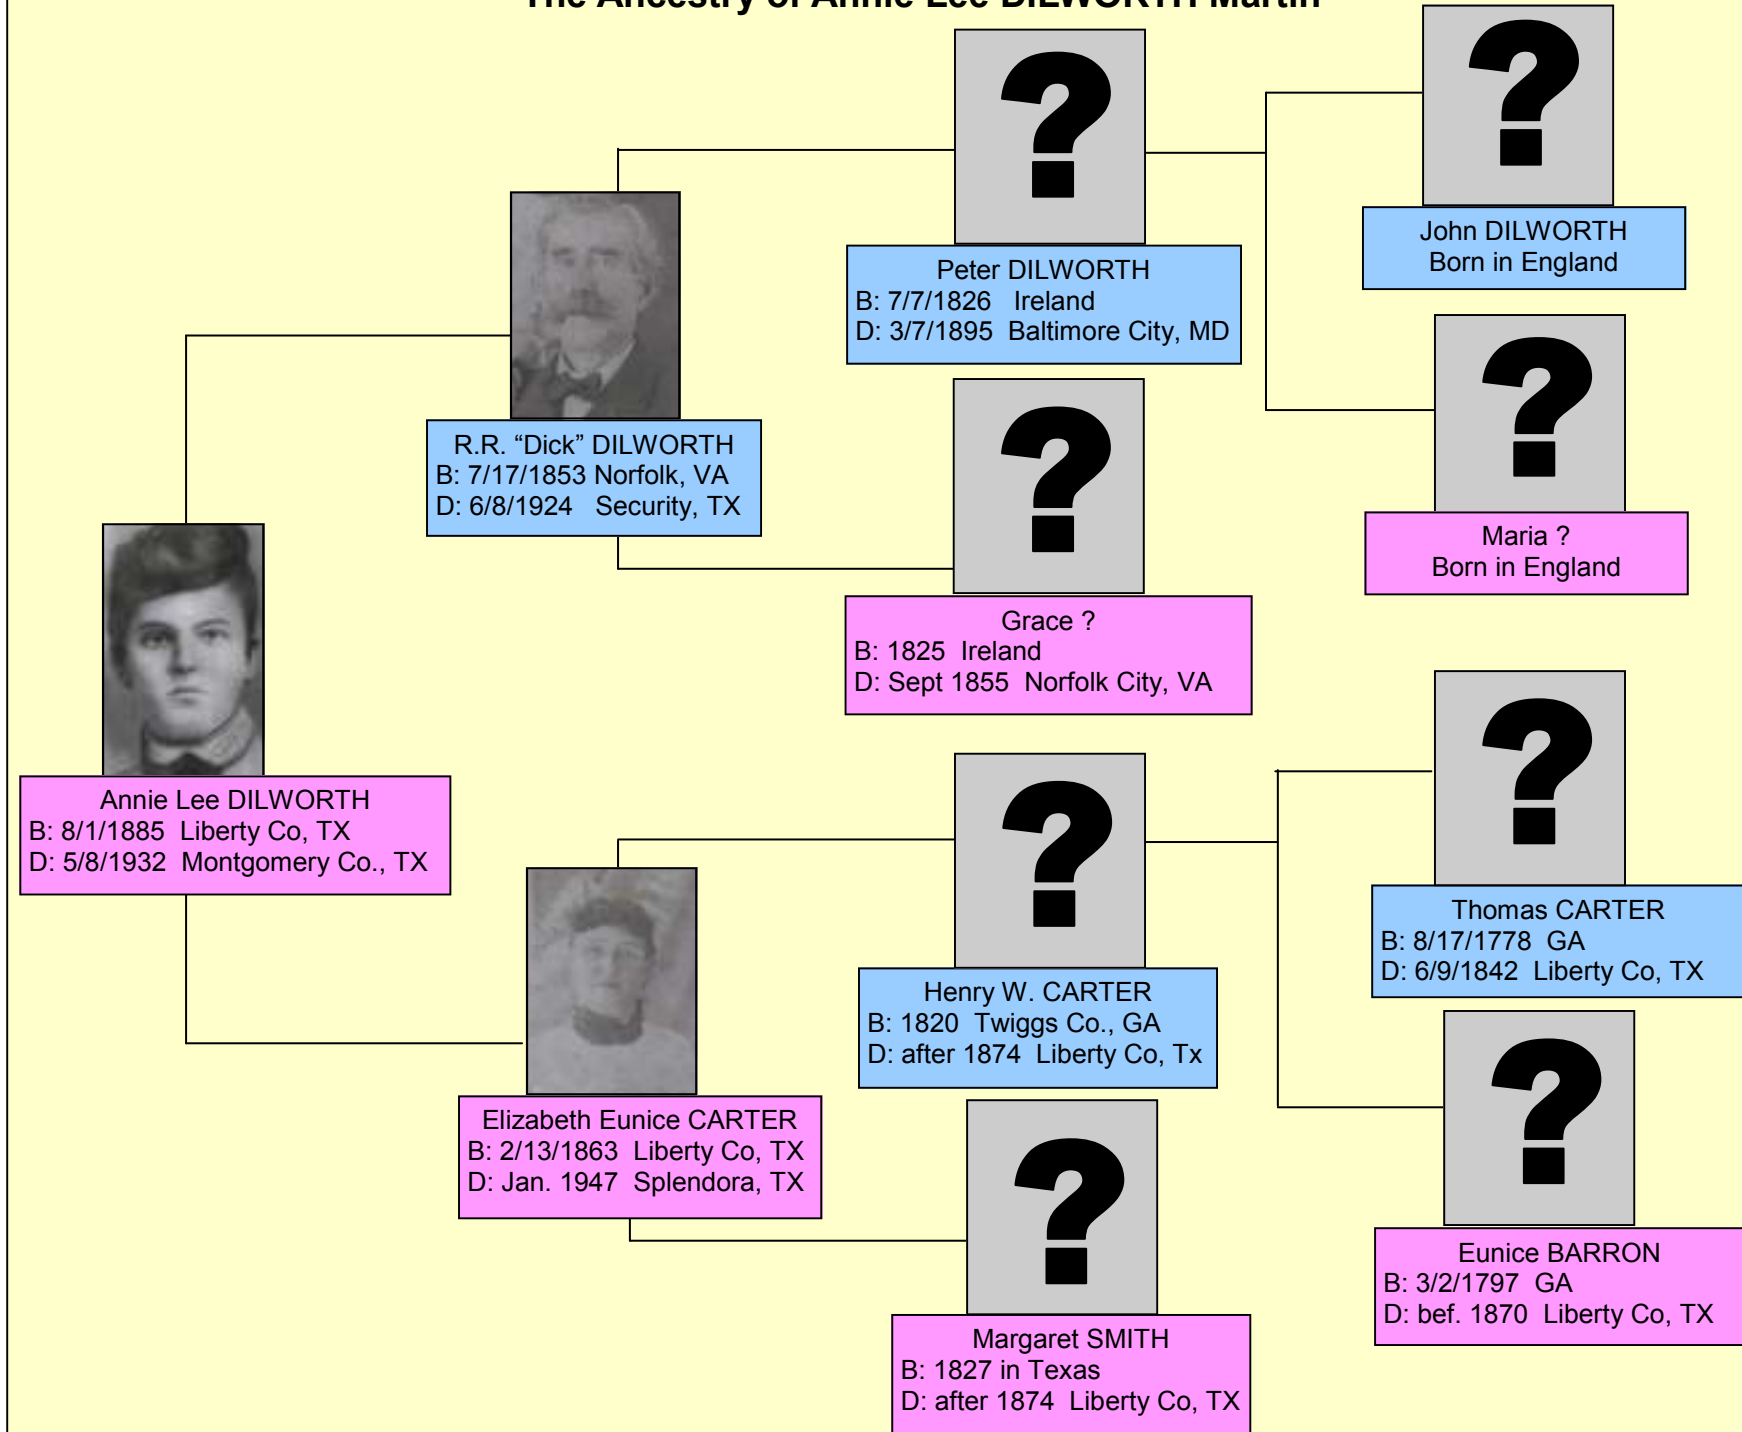 The Ancestry of Annie Lee DILWORTH Martin
John DILWORTH
Born in England
Peter DILWORTH
B: 7/7/1826 Ireland
D: 3/7/1895 Baltimore City, MD
R.R. “Dick” DILWORTH
B: 7/17/1853 Norfolk, VA
D: 6/8/1924 Security, TX
Maria ?
Born in England
Grace ?
B: 1825 Ireland
D: Sept 1855 Norfolk City, VA
Annie Lee DILWORTH
B: 8/1/1885 Liberty Co, TX
D: 5/8/1932 Montgomery Co., TX
Thomas CARTER
B: 8/17/1778 GA
D: 6/9/1842 Liberty Co, TX
Henry W. CARTER
B: 1820 Twiggs Co., GA
D: after 1874 Liberty Co, Tx
Elizabeth Eunice CARTER
B: 2/13/1863 Liberty Co, TX
D: Jan. 1947 Splendora, TX
Eunice BARRON
B: 3/2/1797 GA
D: bef. 1870 Liberty Co, TX
Margaret SMITH
B: 1827 in Texas
D: after 1874 Liberty Co, TX